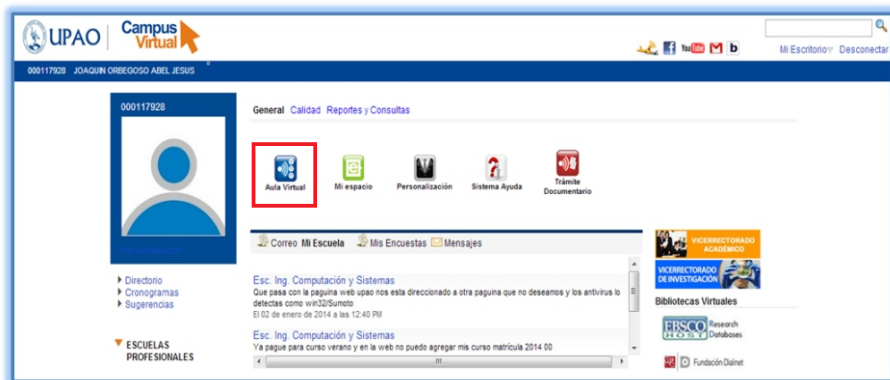 UPAO
Campus
Virtual
You Tube
b
Mi Escritorio
Desconectar
000117928 JOAQUIN ORBEGOSO ABEL JESUS
000117928
General Calidad Reportes y Consultas
Aula Virtual
Mi espacio
Personalización
Sistema Ayuda
Trámite
Documentario
Correo Mi Escuela Mis Encuestas Mensajes
Directorio
Cronogramas
Sugerencias
ESCUELAS
PROFESIONALES
Esc. Ing. Computación y Sistemas
Que pasa con la paguina web upao nos esta direccionado a otra paguina que no deseamos y los antivirus lo
detectas como win32/Sumoto
El 02 de enero de 2014 a las 12:40 PM
Esc. Ing. Computación y Sistemas
Ya pague para curso verano y en la web no puedo agregar mis curso matrícula 2014 00
VICERRECTORADO
ACADÉMICO
VICERRECTORADO
DE INVESTIGACIÓN
Bibliotecas Virtuales
EBSCO Research
HOST Databases
Fundación Dialnet